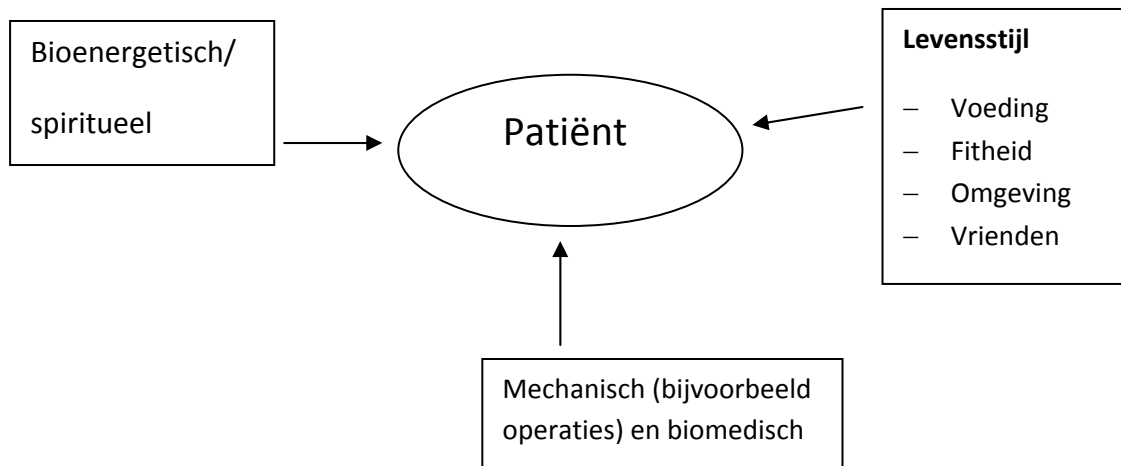 Bioenergetisch/
spiritueel
Patiënt
Levensstijl
– Voeding
– Fitheid
– Omgeving
– Vrienden
Mechanisch (bijvoorbeeld
operaties) en biomedisch